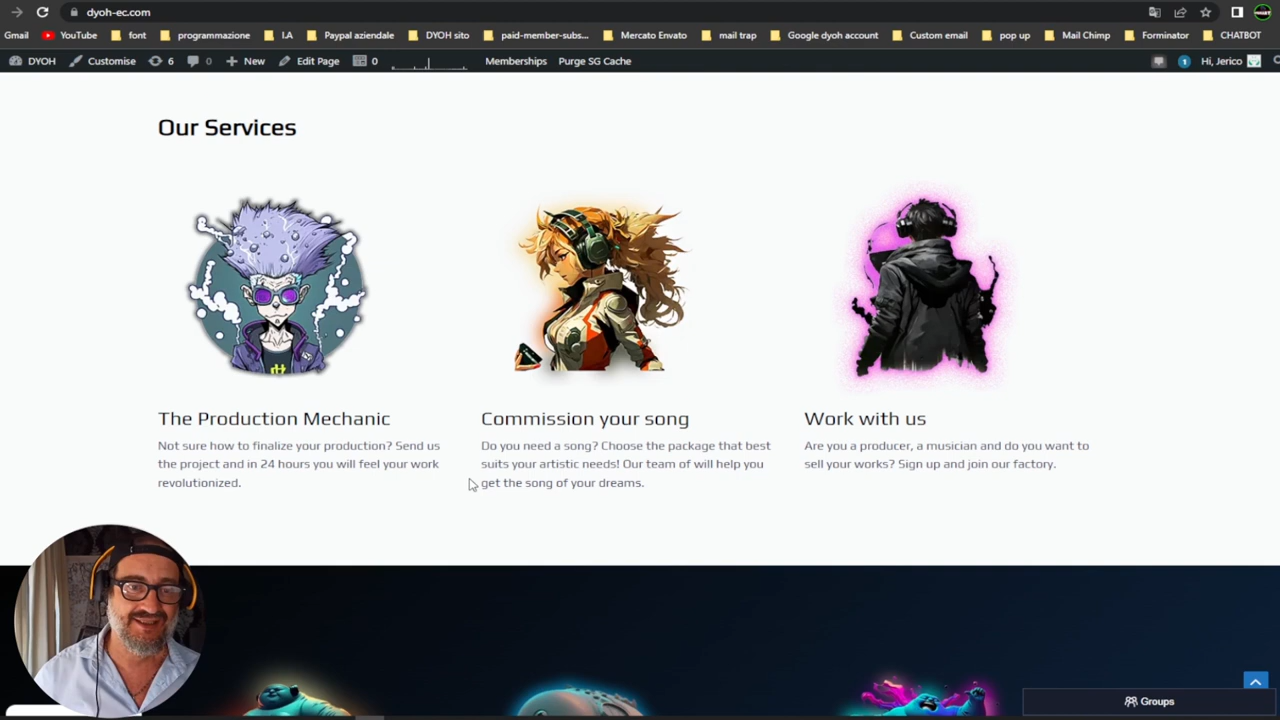 dyoh-ec.com
Gmail YouTube font programmazione I.A Paypal aziendale DYOH sito paid-member-subs... Mercato Envato mail trap Google dyoh account Custom email pop up Mail Chimp Forminator CHATBOT
DYOH Customise 6 0 New Edit Page 0 Memberships Purge SG Cache 1 Hi, Jerico
Our Services
The Production Mechanic
Not sure how to finalize your production? Send us
the project and in 24 hours you will feel your work
revolutionized.
Commission your song
Do you need a song? Choose the package that best
suits your artistic needs! Our team of will help you
get the song of your dreams.
Work with us
Are you a producer, a musician and do you want to
sell your works? Sign up and join our factory.
Groups